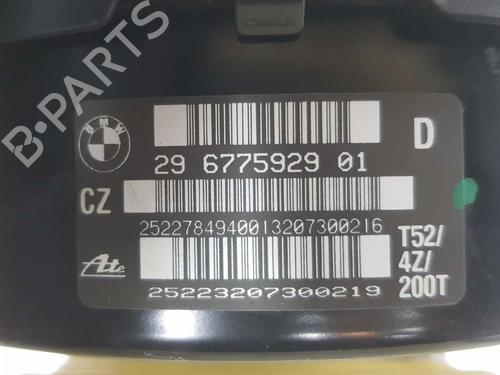 B-PARTS
BMW
D
29 6775929 01
CZ
2522784940013207300216
Ate
T52/
4Z/
200T
25223207300219